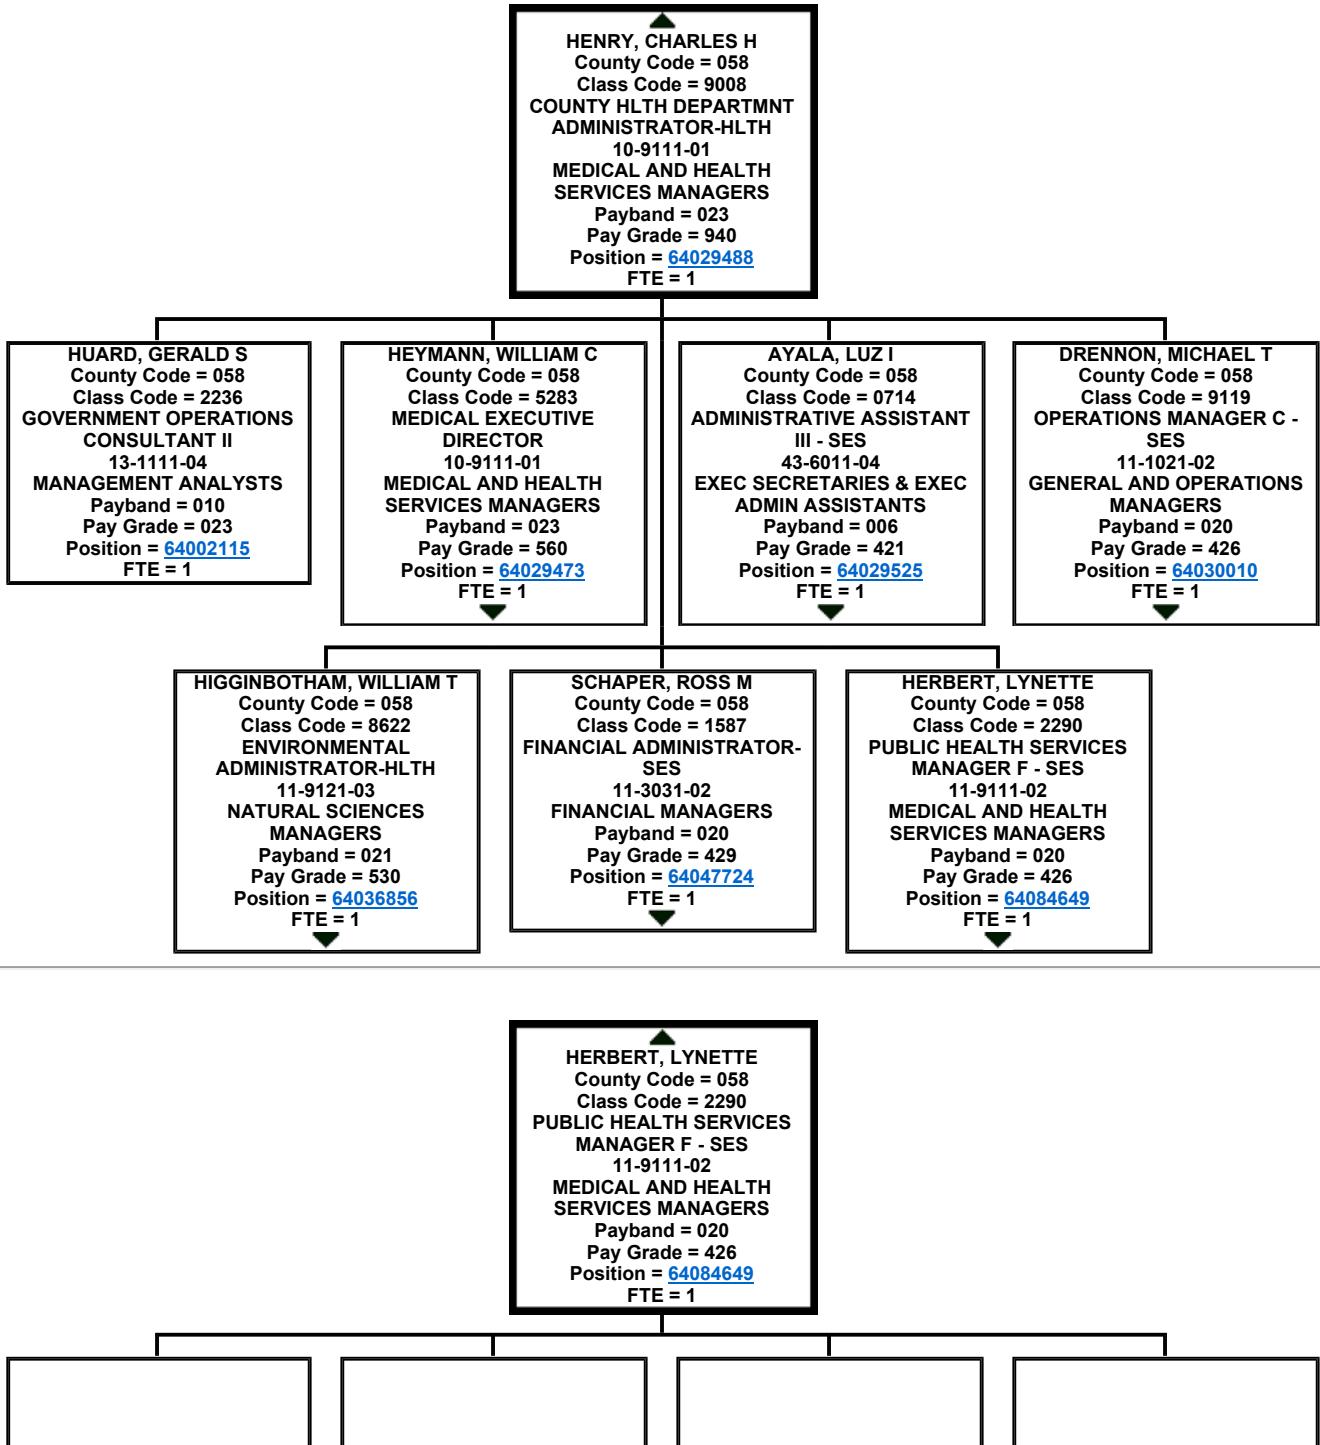 HENRY, CHARLES H
County Code = 058
Class Code = 9008
COUNTY HLTH DEPARTMNT
ADMINISTRATOR-HLTH
10-9111-01
MEDICAL AND HEALTH
SERVICES MANAGERS
Payband = 023
Pay Grade = 940
Position = 64029488
FTE = 1
HUARD, GERALD S
County Code = 058
Class Code = 2236
GOVERNMENT OPERATIONS
CONSULTANT II
13-1111-04
MANAGEMENT ANALYSTS
Payband = 010
Pay Grade = 023
Position = 64002115
FTE = 1
HEYMANN, WILLIAM C
County Code = 058
Class Code = 5283
MEDICAL EXECUTIVE
DIRECTOR
10-9111-01
MEDICAL AND HEALTH
SERVICES MANAGERS
Payband = 023
Pay Grade = 560
Position = 64029473
FTE = 1
AYALA, LUZ I
County Code = 058
Class Code = 0714
ADMINISTRATIVE ASSISTANT
III - SES
43-6011-04
EXEC SECRETARIES & EXEC
ADMIN ASSISTANTS
Payband = 006
Pay Grade = 421
Position = 64029525
FTE = 1
DRENNON, MICHAEL T
County Code = 058
Class Code = 9119
OPERATIONS MANAGER C -
SES
11-1021-02
GENERAL AND OPERATIONS
MANAGERS
Payband = 020
Pay Grade = 426
Position = 64030010
FTE = 1
HIGGINBOTHAM, WILLIAM T
County Code = 058
Class Code = 8622
ENVIRONMENTAL
ADMINISTRATOR-HLTH
11-9121-03
NATURAL SCIENCES
MANAGERS
Payband = 021
Pay Grade = 530
Position = 64036856
FTE = 1
SCHAPER, ROSS M
County Code = 058
Class Code = 1587
FINANCIAL ADMINISTRATOR-
SES
11-3031-02
FINANCIAL MANAGERS
Payband = 020
Pay Grade = 429
Position = 64047724
FTE = 1
HERBERT, LYNETTE
County Code = 058
Class Code = 2290
PUBLIC HEALTH SERVICES
MANAGER F - SES
11-9111-02
MEDICAL AND HEALTH
SERVICES MANAGERS
Payband = 020
Pay Grade = 426
Position = 64084649
FTE = 1
HERBERT, LYNETTE
County Code = 058
Class Code = 2290
PUBLIC HEALTH SERVICES
MANAGER F - SES
11-9111-02
MEDICAL AND HEALTH
SERVICES MANAGERS
Payband = 020
Pay Grade = 426
Position = 64084649
FTE = 1